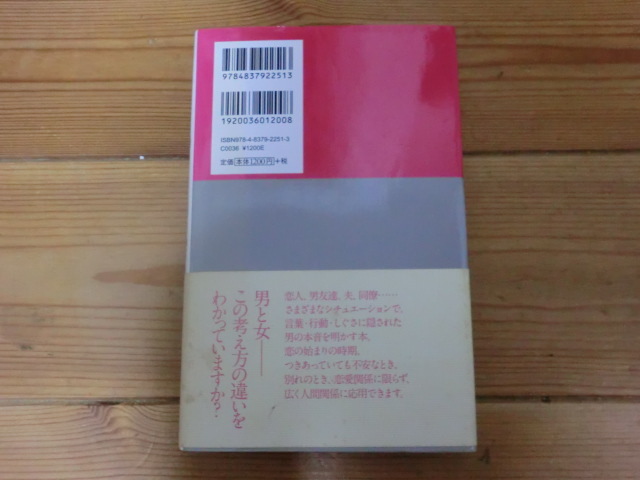 9784837922513
1920036012008
ISBN978-4-8379-2251-3
C0036 ¥1200E
定価 本体1,200円 +税
男と女——
この考え方の違いを
わかっていますか?
恋人、男友達、夫、同僚……
さまざまなシチュエーションで、
言葉・行動・しぐさに隠された
男の本音を明かす本。
恋の始まりの時期、
つきあっていても不安なとき、
別れのとき、恋愛関係に限らず、
広く人間関係に応用できます。